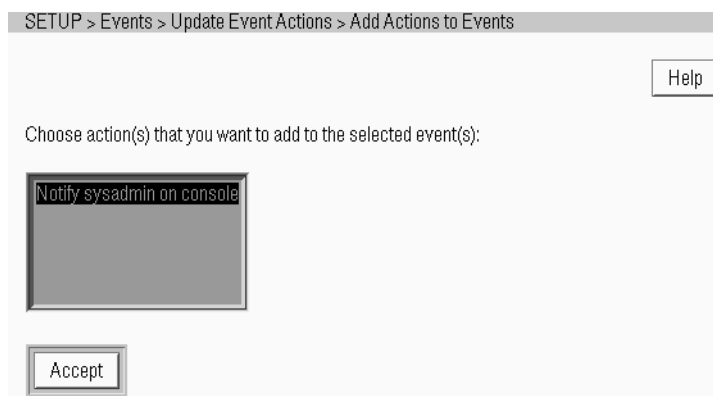 SETUP > Events > Update Event Actions > Add Actions to Events
Help
Choose action(s) that you want to add to the selected event(s):
Notify sysadmin on console
Accept